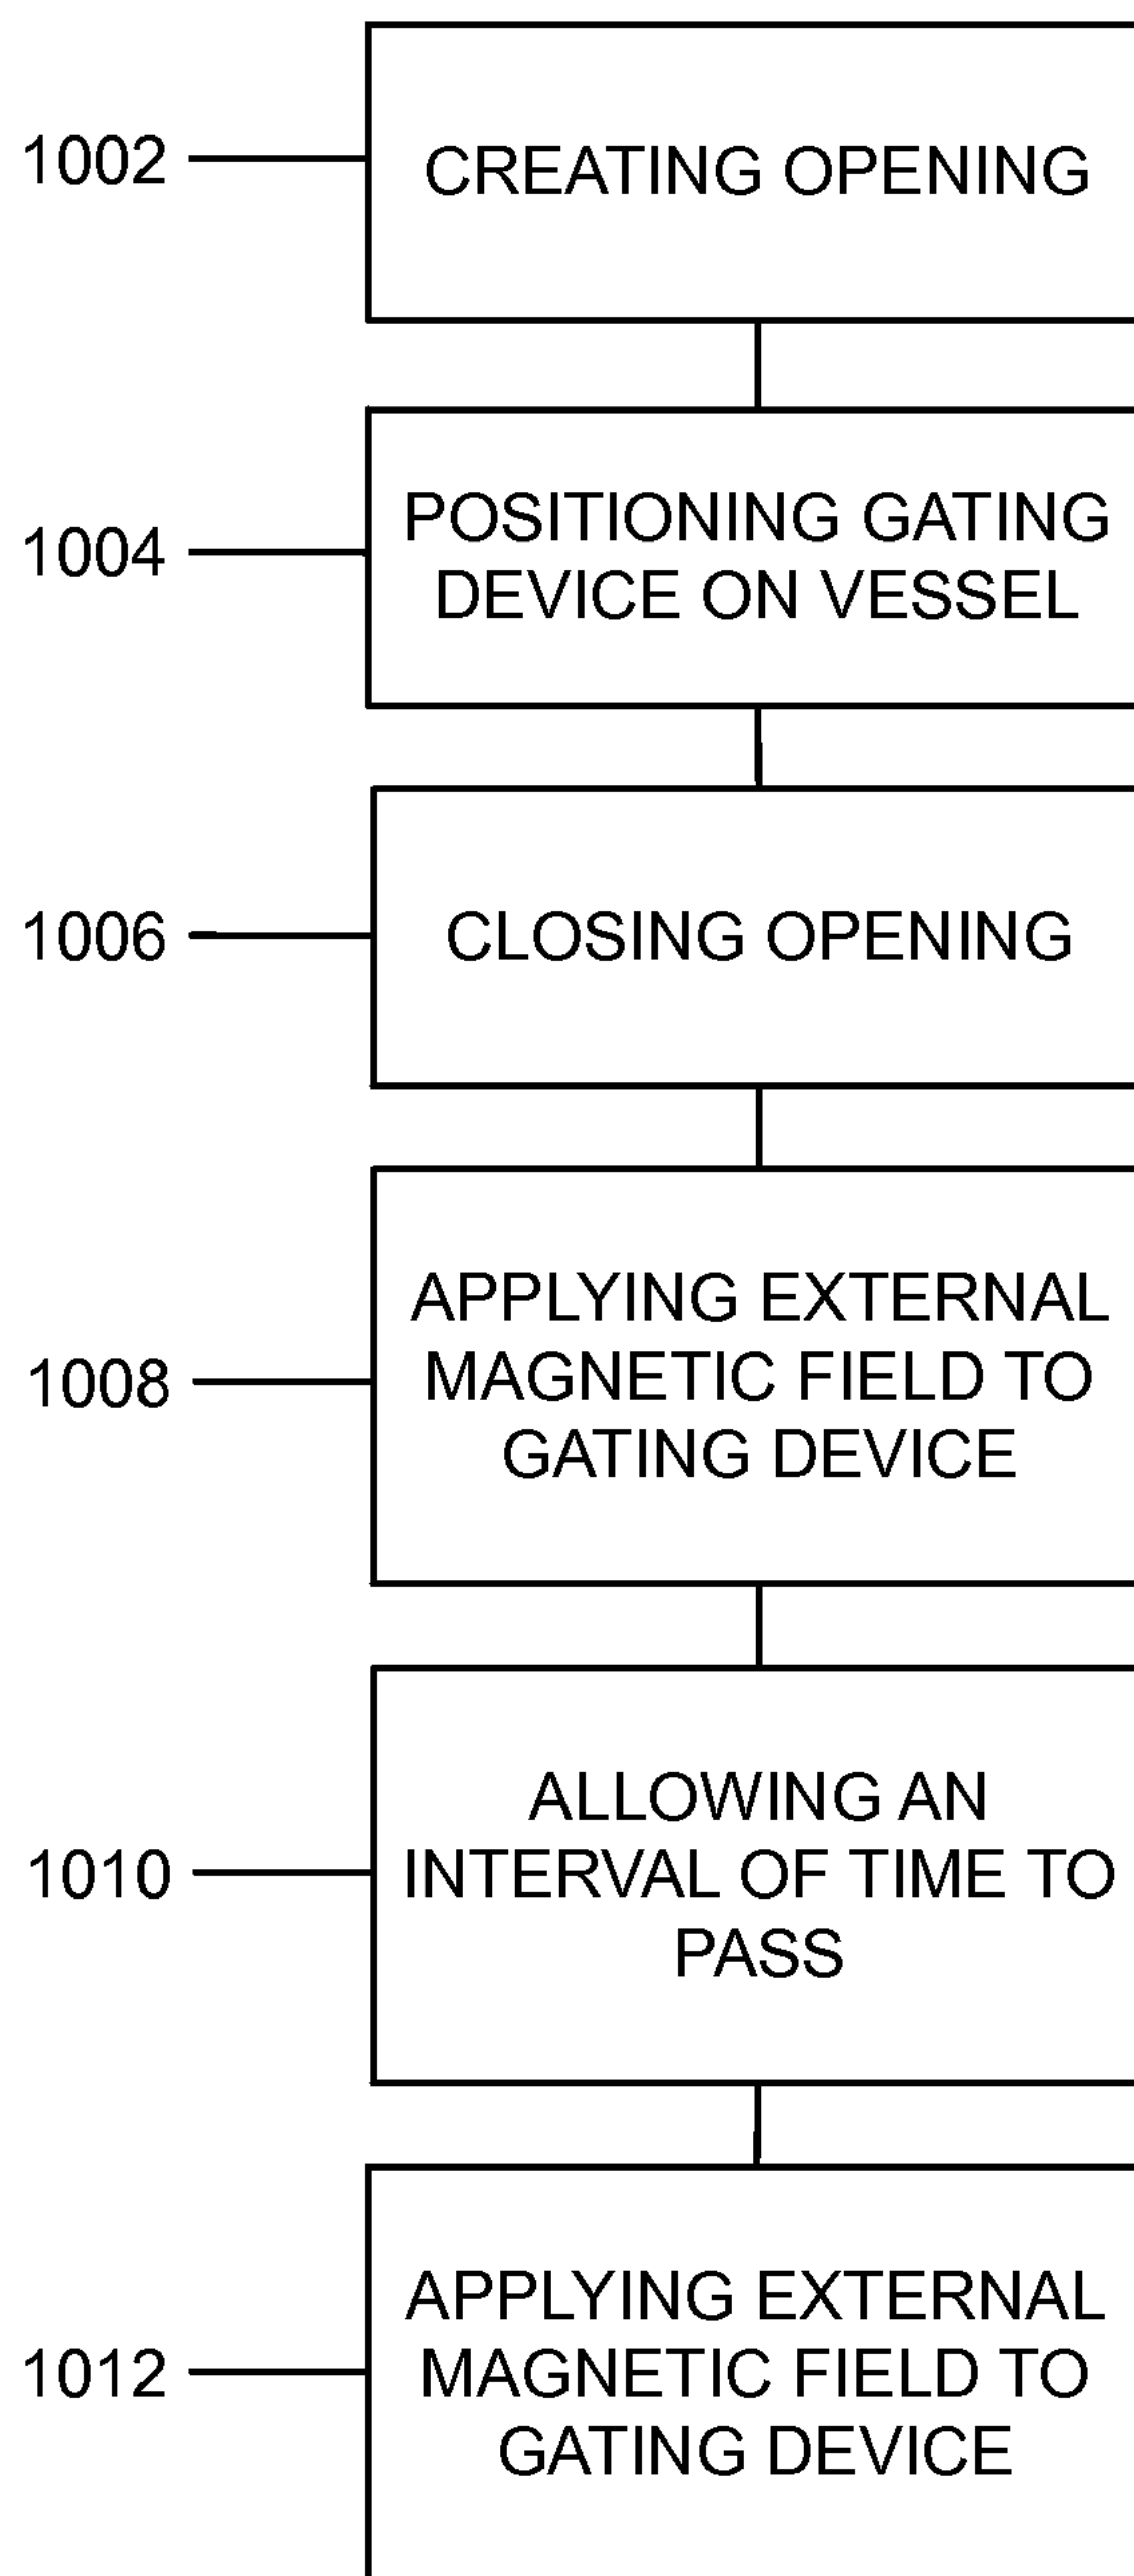 1002
CREATING OPENING
1004
POSITIONING GATING
DEVICE ON VESSEL
1006
CLOSING OPENING
1008
APPLYING EXTERNAL
MAGNETIC FIELD TO
GATING DEVICE
1010
ALLOWING AN
INTERVAL OF TIME TO
PASS
1012
APPLYING EXTERNAL
MAGNETIC FIELD TO
GATING DEVICE